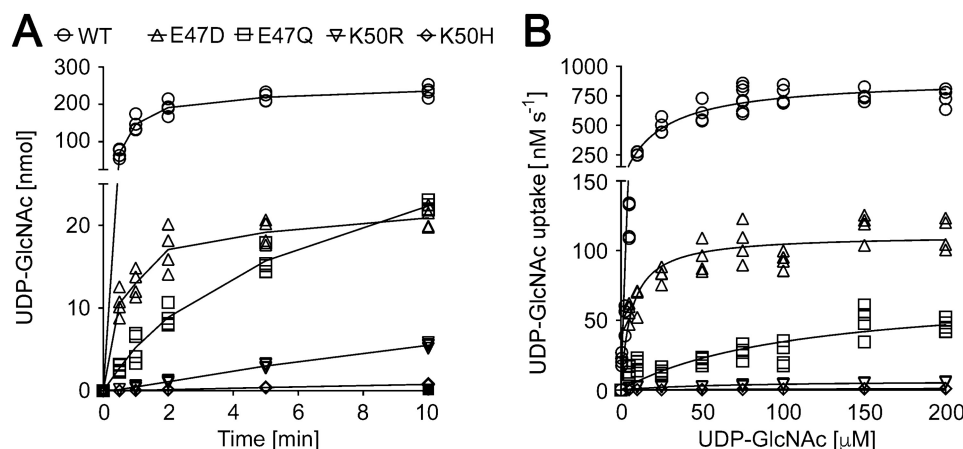 A
WT E47D E47Q K50R K50H
UDP-GlcNAc [nmol]
300
200
100
20
10
0
0 2 4 6 8 10
Time [min]
B
UDP-GlcNAc uptake [nM s⁻¹]
1000
750
500
250
150
100
50
0
0 50 100 150 200
UDP-GlcNAc [µM]